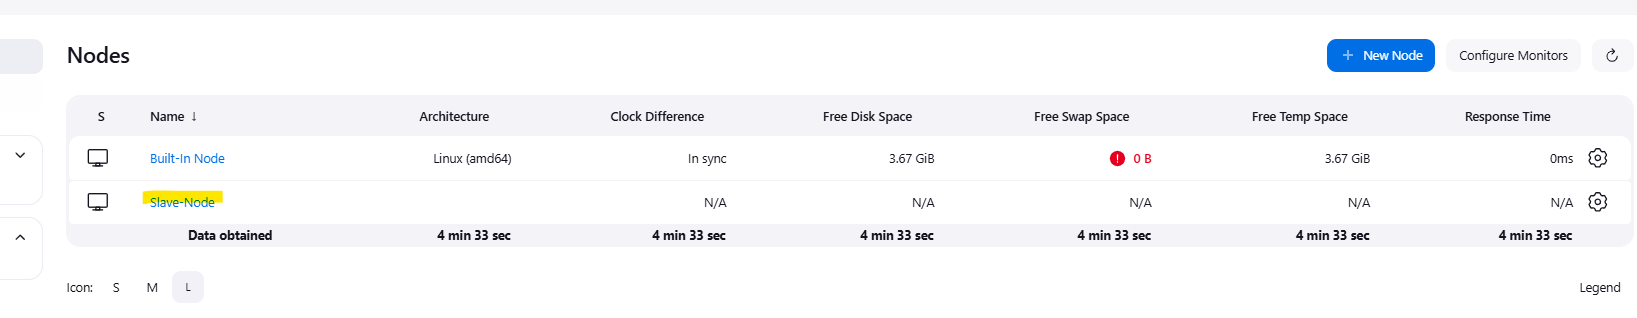 Nodes
+ New Node
Configure Monitors
S Name ↓ Architecture Clock Difference Free Disk Space Free Swap Space Free Temp Space Response Time
Built-In Node Linux (amd64) In sync 3.67 GiB ! 0 B 3.67 GiB 0ms
Slave-Node N/A N/A N/A N/A N/A
Data obtained 4 min 33 sec 4 min 33 sec 4 min 33 sec 4 min 33 sec 4 min 33 sec 4 min 33 sec
Icon: S M L Legend